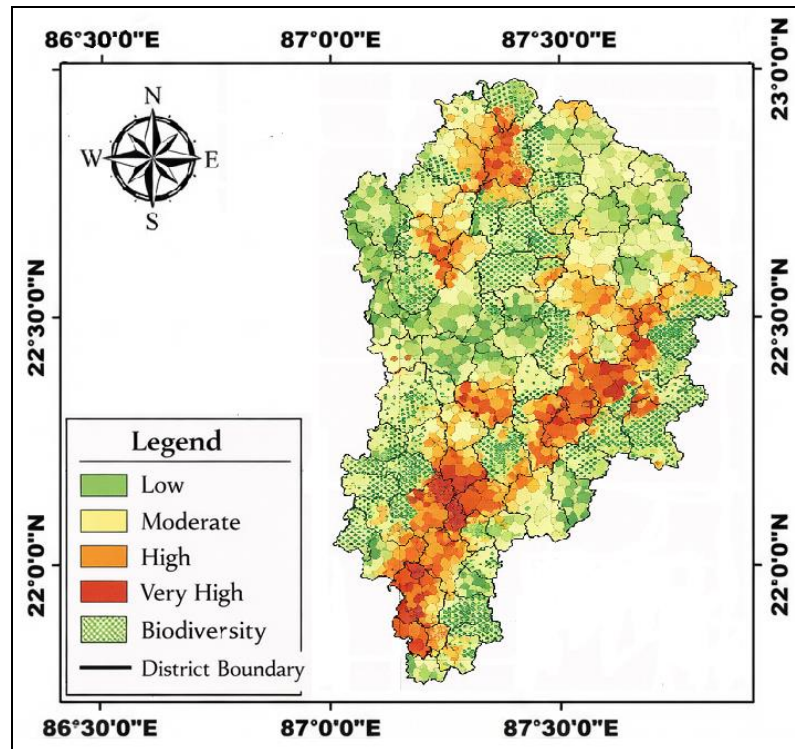 86°30'0"E 87°0'0"E 87°30'0"E
23°0'0"N
N
W E
S
22°30'0"N 22°30'0"N
Legend
Low
Moderate
High
Very High
Biodiversity
District Boundary
22°0'0"N 22°0'0"N
86°30'0"E 87°0'0"E 87°30'0"E